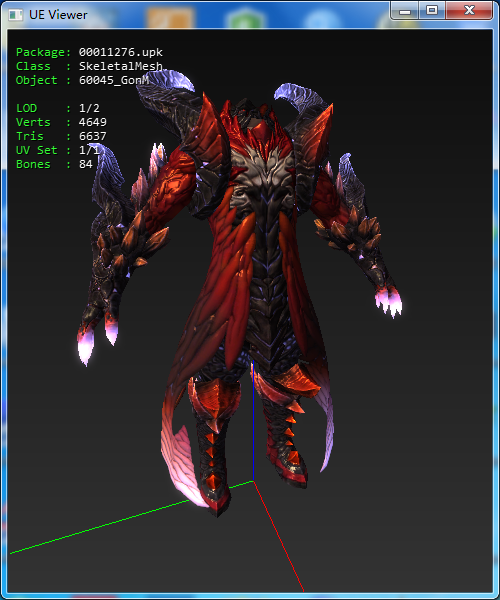 UE Viewer
Package: 00011276.upk
Class : SkeletalMesh
Object : 60045_GonM
LOD : 1/2
Verts : 4649
Tris : 6637
UV Set : 1/1
Bones : 84